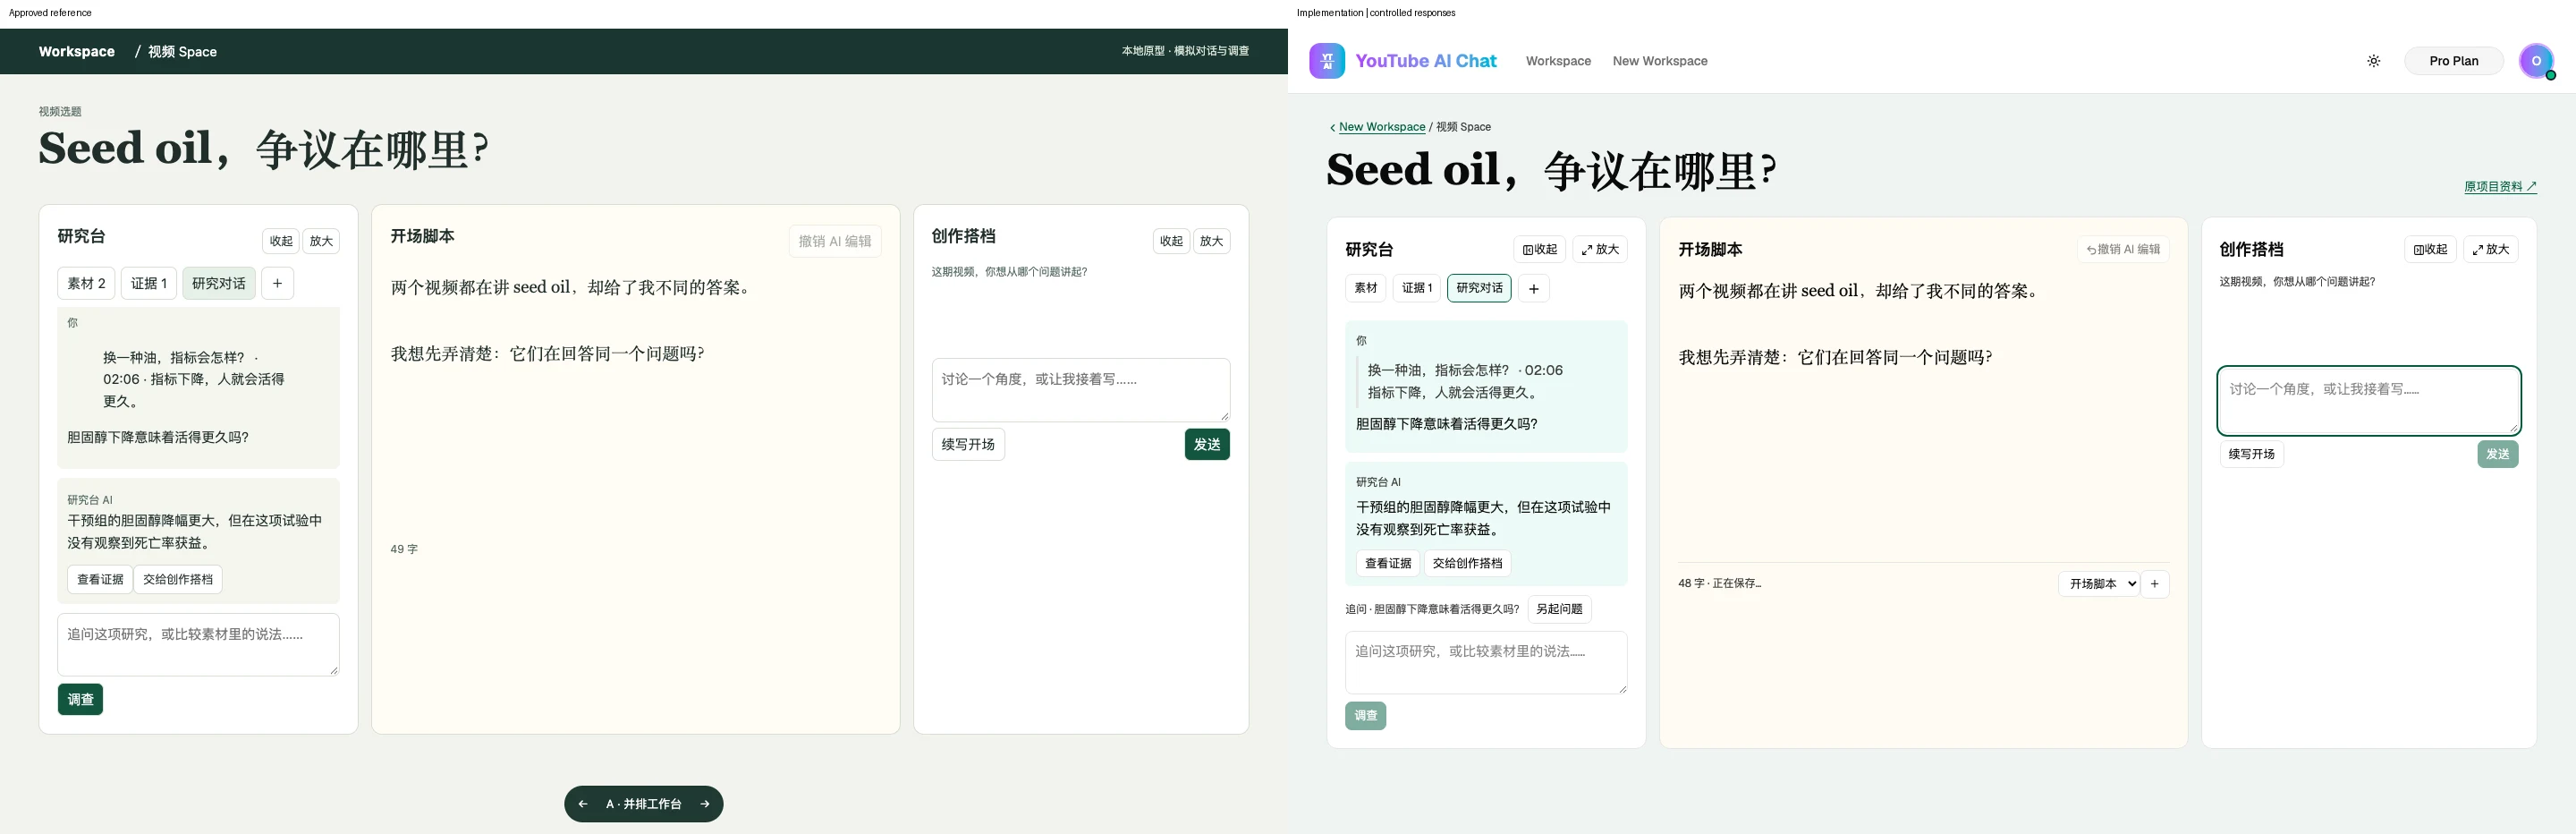 Approved reference
Workspace / 视频 Space
本地原型 · 模拟对话与调查
视频选题
Seed oil，争议在哪里？
研究台
收起
放大
素材 2
证据 1
研究对话
+
你
换一种油，指标会怎样？ ·
02:06 · 指标下降，人就会活得
更久。
胆固醇下降意味着活得更久吗？
研究台 AI
干预组的胆固醇降幅更大，但在这项试验中
没有观察到死亡率获益。
查看证据
交给创作搭档
追问这项研究，或比较素材里的说法……
调查
开场脚本
撤销 AI 编辑
两个视频都在讲 seed oil，却给了我不同的答案。
我想先弄清楚：它们在回答同一个问题吗？
49 字
创作搭档
收起
放大
这期视频，你想从哪个问题讲起？
讨论一个角度，或让我接着写……
续写开场
发送
← A · 并排工作台 →
Implementation | controlled responses
YT
AI
YouTube AI Chat
Workspace
New Workspace
Pro Plan
O
‹ New Workspace / 视频 Space
Seed oil，争议在哪里？
原项目资料 ↗
研究台
收起
放大
素材
证据 1
研究对话
+
你
换一种油，指标会怎样？ · 02:06
指标下降，人就会活得更久。
胆固醇下降意味着活得更久吗？
研究台 AI
干预组的胆固醇降幅更大，但在这项试验中
没有观察到死亡率获益。
查看证据
交给创作搭档
追问 · 胆固醇下降意味着活得更久吗？
另起问题
追问这项研究，或比较素材里的说法……
调查
开场脚本
撤销 AI 编辑
两个视频都在讲 seed oil，却给了我不同的答案。
我想先弄清楚：它们在回答同一个问题吗？
48 字 · 正在保存…
开场脚本
+
创作搭档
收起
放大
这期视频，你想从哪个问题讲起？
讨论一个角度，或让我接着写……
续写开场
发送